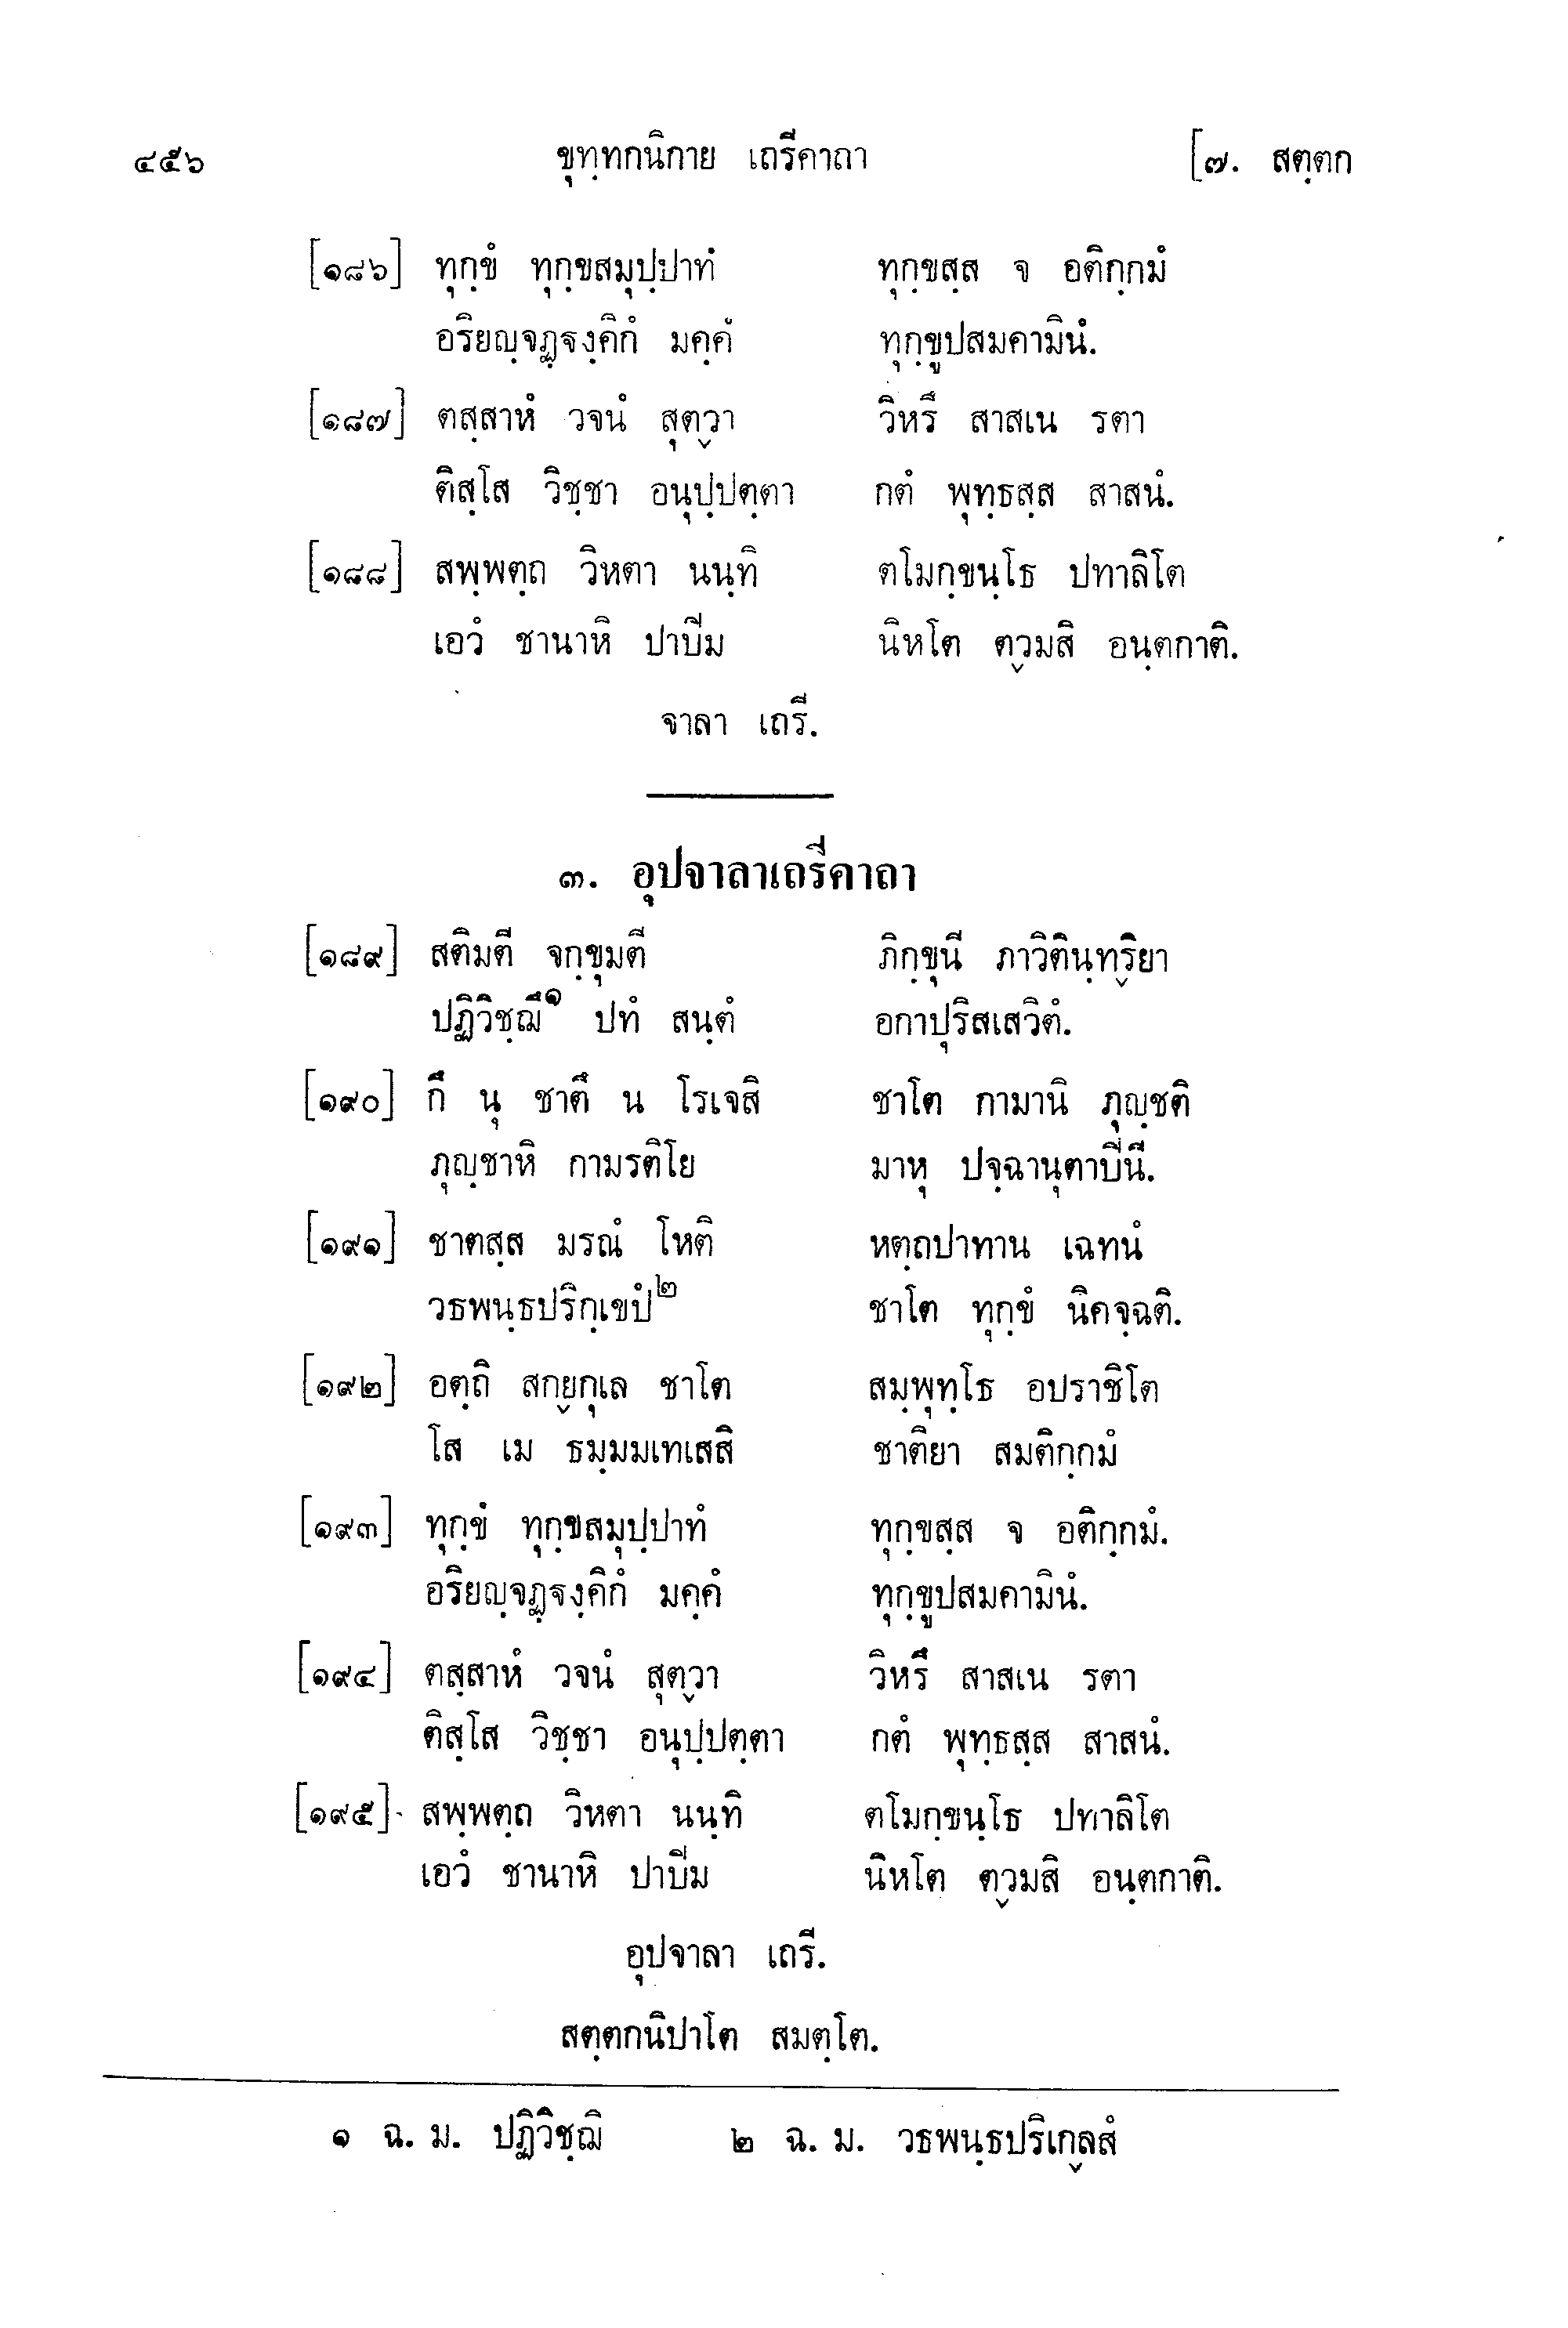 ๔๕๖ ขุทฺทกนิกาย เถรีคาถา [๗. สตฺตก
[๑๘๖] ทุกฺขํ ทุกฺขสมุปฺปาทํ ทุกฺขสฺส จ อติกฺกมํ
อริยญฺจฏฺฐงฺคิกํ มคฺคํ ทุกฺขูปสมคามินํ.
[๑๘๗] ตสฺสาหํ วจนํ สุตฺวา วิหรึ สาสเน รตา
ติสฺโส วิชฺชา อนุปฺปตฺตา กตํ พุทฺธสฺส สาสนํ.
[๑๘๘] สพฺพตฺถ วิหตา นนฺทิ ตโมกฺขนฺโธ ปทาลิโต
เอวํ ชานาหิ ปาปิม นิหโต ตฺวมสิ อนฺตกาติ.
จาลา เถรี.
๓. อุปจาลาเถรีคาถา
[๑๘๙] สติมตี จกฺขุมตี ภิกฺขุนี ภาวิตินฺทฺริยา
ปฏิวิชฺฌึ๑ ปทํ สนฺตํ อกาปุริสเสวิตํ.
[๑๙๐] กึ นุ ชาตึ น โรเจสิ ชาโต กามานิ ภุญฺชติ
ภุญฺชาหิ กามรติโย มาหุ ปจฺฉานุตาปินี.
[๑๙๑] ชาตสฺส มรณํ โหติ หตฺถปาทาน เฉทนํ
วธพนฺธปริกฺเขปํ๒ ชาโต ทุกฺขํ นิคจฺฉติ.
[๑๙๒] อตฺถิ สกฺยกุเล ชาโต สมฺพุทฺโธ อปราชิโต
โส เม ธมฺมมเทเสสิ ชาติยา สมติกฺกมํ
[๑๙๓] ทุกฺขํ ทุกฺขสมุปฺปาทํ ทุกฺขสฺส จ อติกฺกมํ.
อริยญฺจฏฺฐงฺคิกํ มคฺคํ ทุกฺขูปสมคามินํ.
[๑๙๔] ตสฺสาหํ วจนํ สุตฺวา วิหรึ สาสเน รตา
ติสฺโส วิชฺชา อนุปฺปตฺตา กตํ พุทฺธสฺส สาสนํ.
[๑๙๕] สพฺพตฺถ วิหตา นนฺทิ ตโมกฺขนฺโธ ปทาลิโต
เอวํ ชานาหิ ปาปิม นิหโต ตฺวมสิ อนฺตกาติ.
อุปจาลา เถรี.
สตฺตกนิปาโต สมตฺโต.
๑ ฉ. ม. ปฏิวิชฺฌิ ๒ ฉ. ม. วธพนฺธปริเกฺลสํ